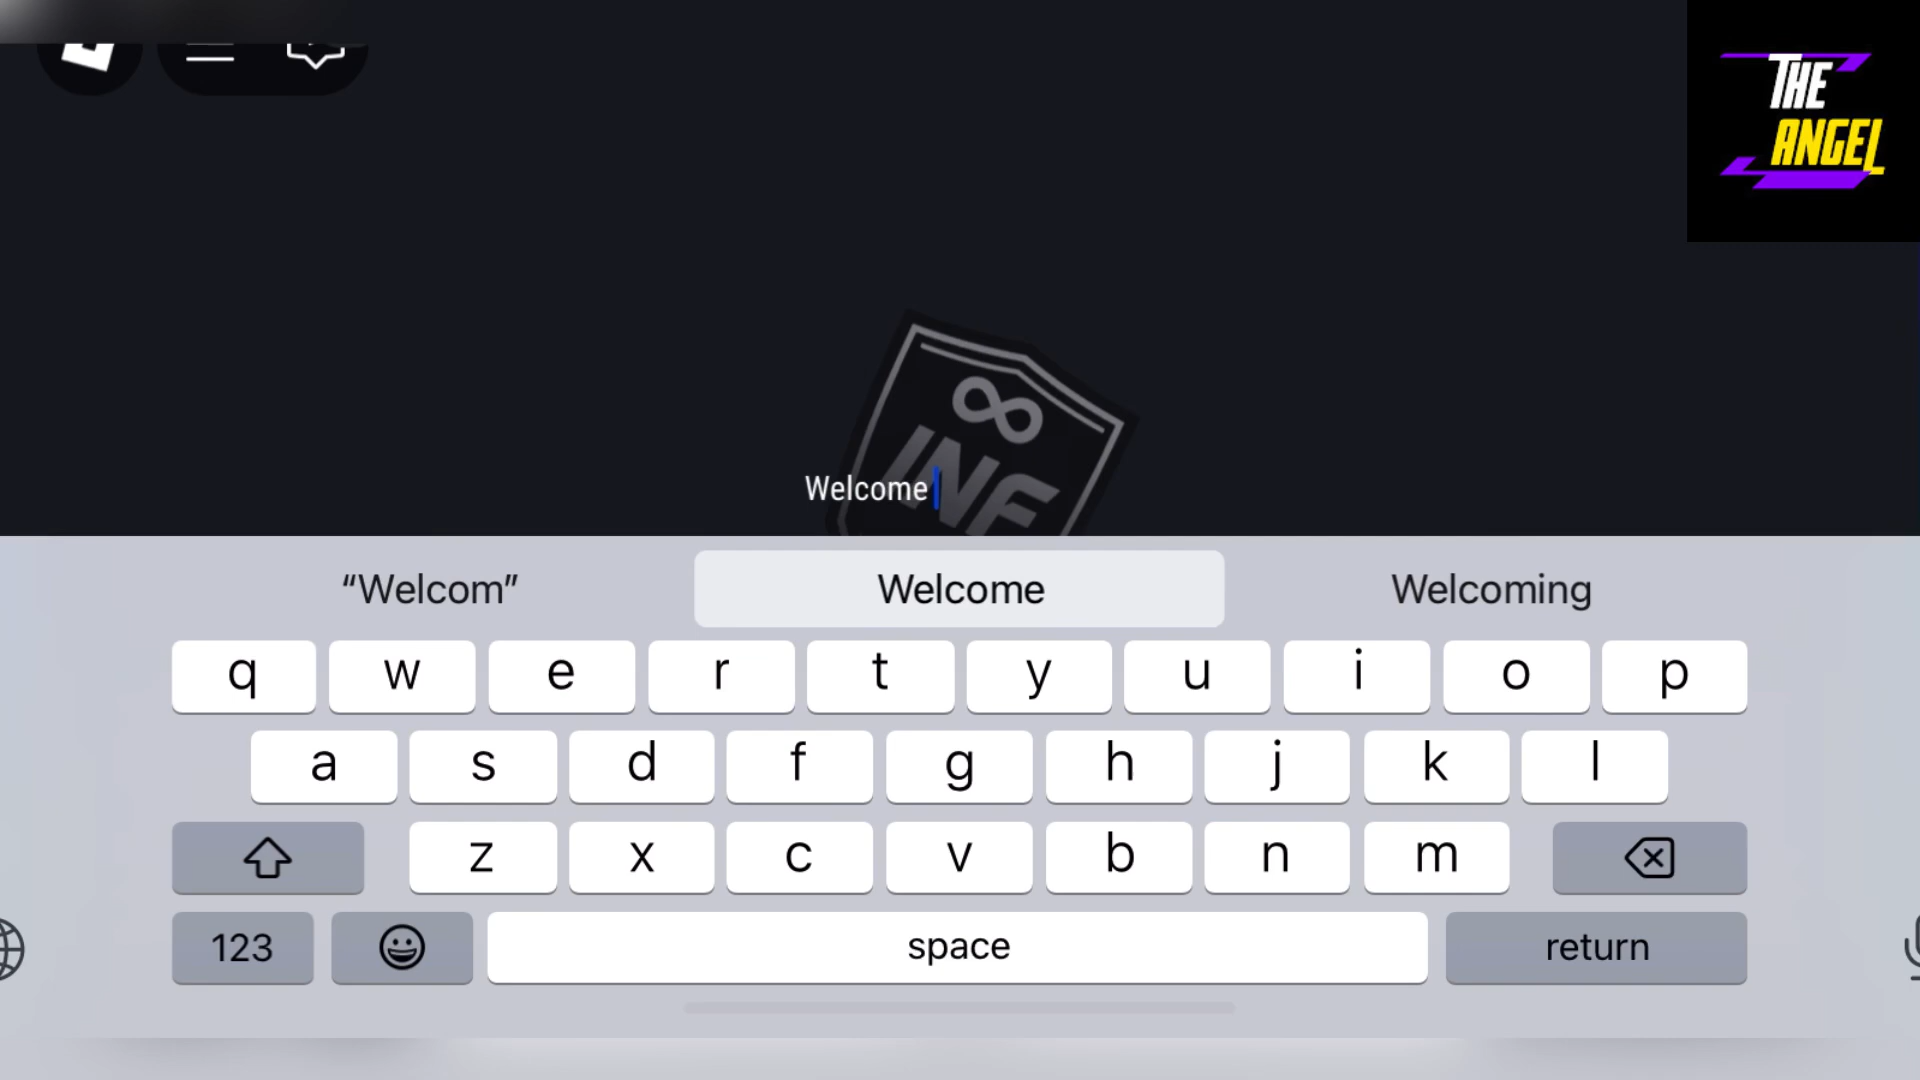 THE
ANGEL
∞
INF
Welcome
“Welcom” Welcome Welcoming
q w e r t y u i o p
a s d f g h j k l
z x c v b n m
123 space return